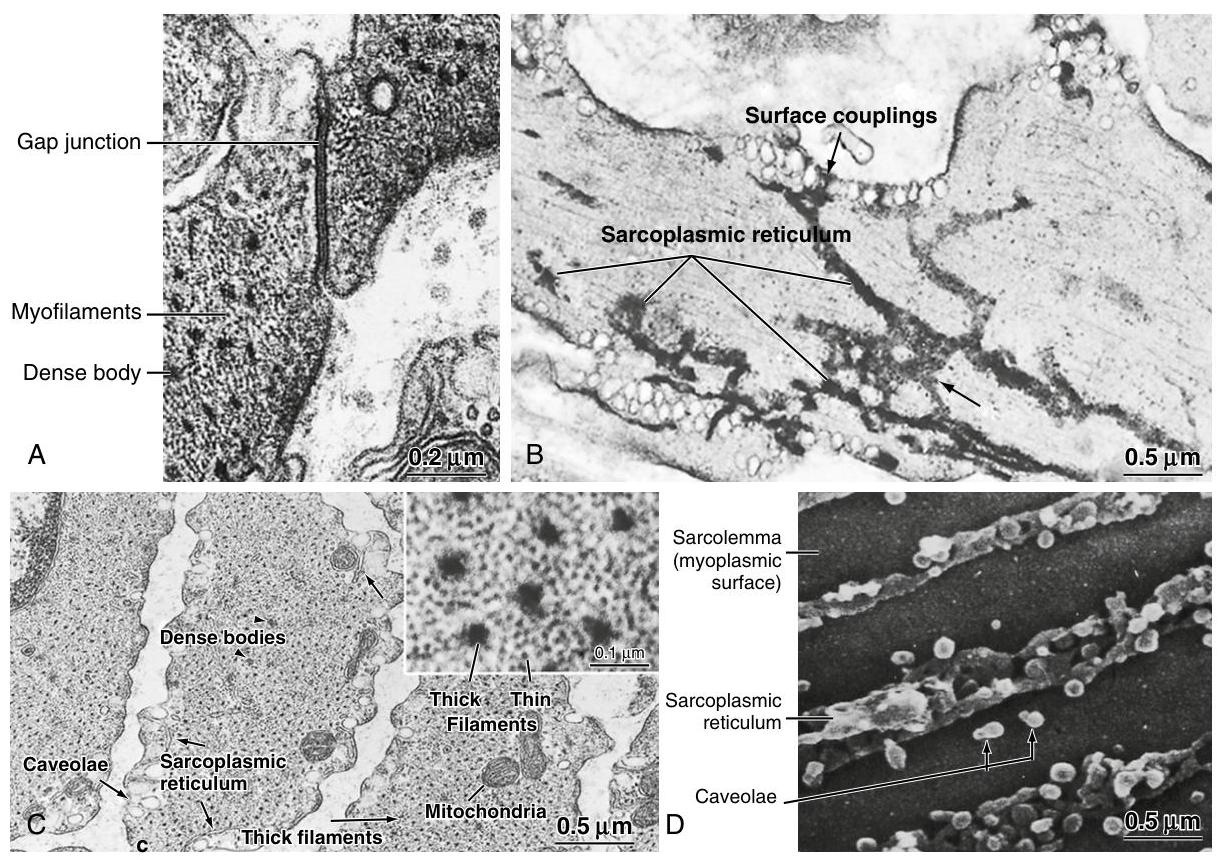 Gap junction
Myofilaments
Dense body
A
0.2 µm
Surface couplings
Sarcoplasmic reticulum
B
0.5 µm
Dense bodies
Caveolae
Sarcoplasmic
reticulum
C
c
Thick filaments
Mitochondria
0.5 µm
0.1 µm
Thick Thin
Filaments
Sarcolemma
(myoplasmic
surface)
Sarcoplasmic
reticulum
Caveolae
D
0.5 µm